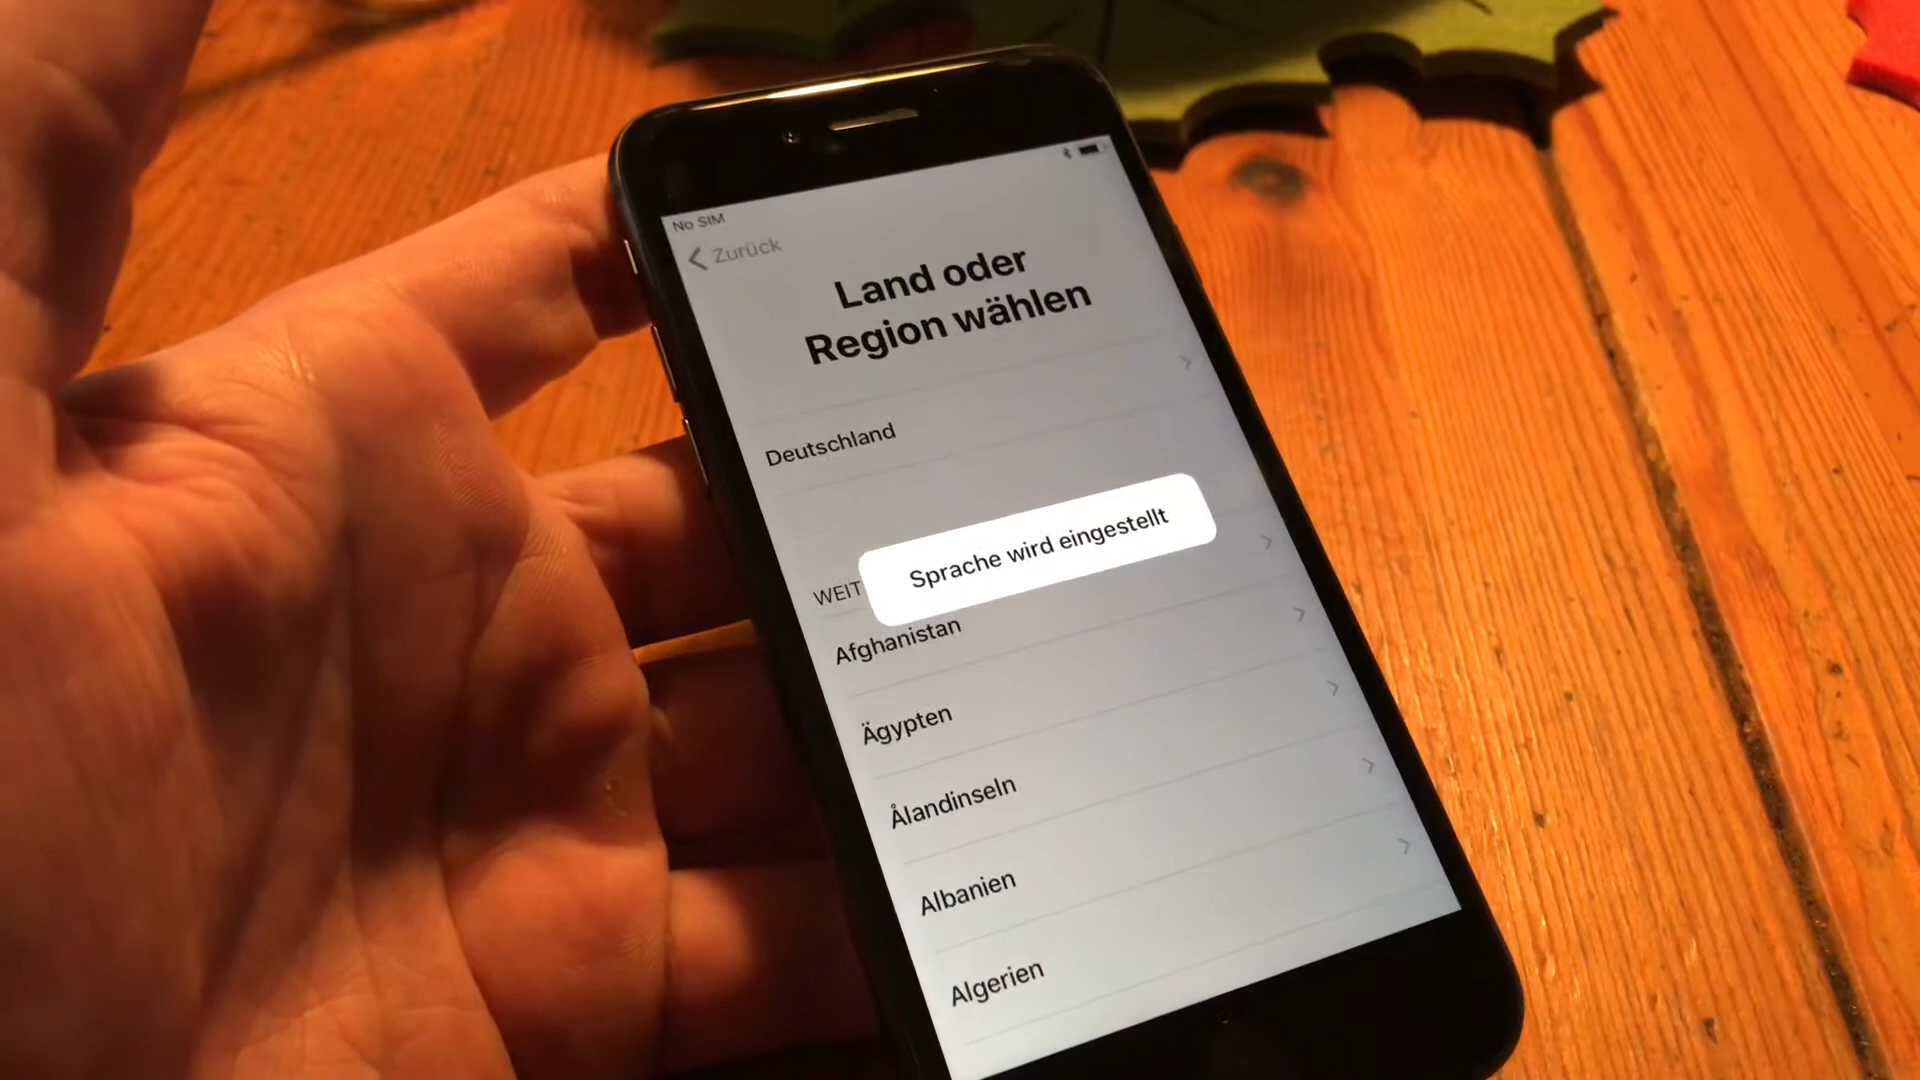 No SIM
Zurück
Land oder
Region wählen
Deutschland
Sprache wird eingestellt
WEIT
Afghanistan
Ägypten
Ålandinseln
Albanien
Algerien